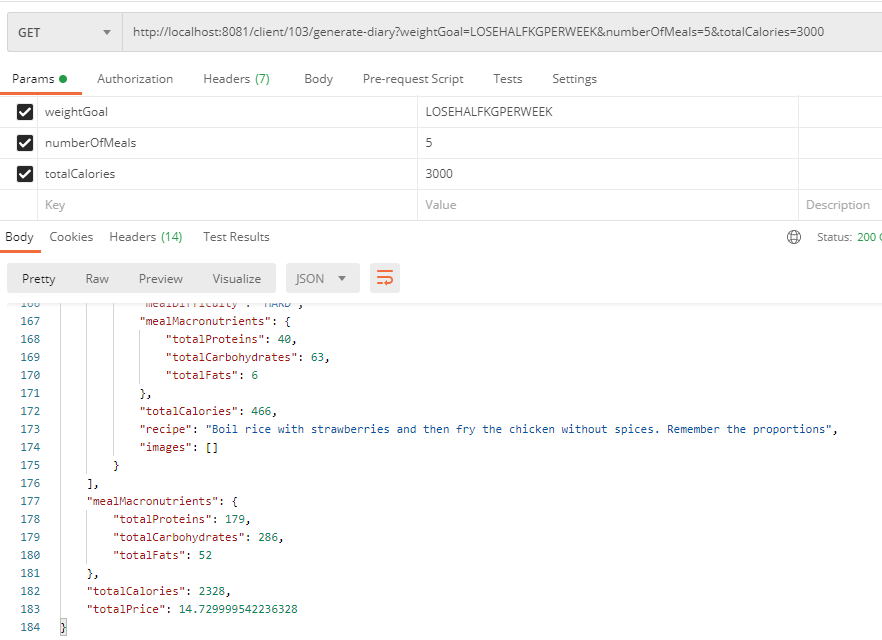 GET http://localhost:8081/client/103/generate-diary?weightGoal=LOSEHALFKGPERWEEK&numberOfMeals=5&totalCalories=3000
Params Authorization Headers (7) Body Pre-request Script Tests Settings
weightGoal LOSEHALFKGPERWEEK
numberOfMeals 5
totalCalories 3000
Key Value Description
Body Cookies Headers (14) Test Results Status: 200
Pretty Raw Preview Visualize JSON
166 "mealDifficulty": "HARD",
167 "mealMacronutrients": {
168 "totalProteins": 40,
169 "totalCarbohydrates": 63,
170 "totalFats": 6
171 },
172 "totalCalories": 466,
173 "recipe": "Boil rice with strawberries and then fry the chicken without spices. Remember the proportions",
174 "images": []
175 }
176 ],
177 "mealMacronutrients": {
178 "totalProteins": 179,
179 "totalCarbohydrates": 286,
180 "totalFats": 52
181 },
182 "totalCalories": 2328,
183 "totalPrice": 14.729999542236328
184 }